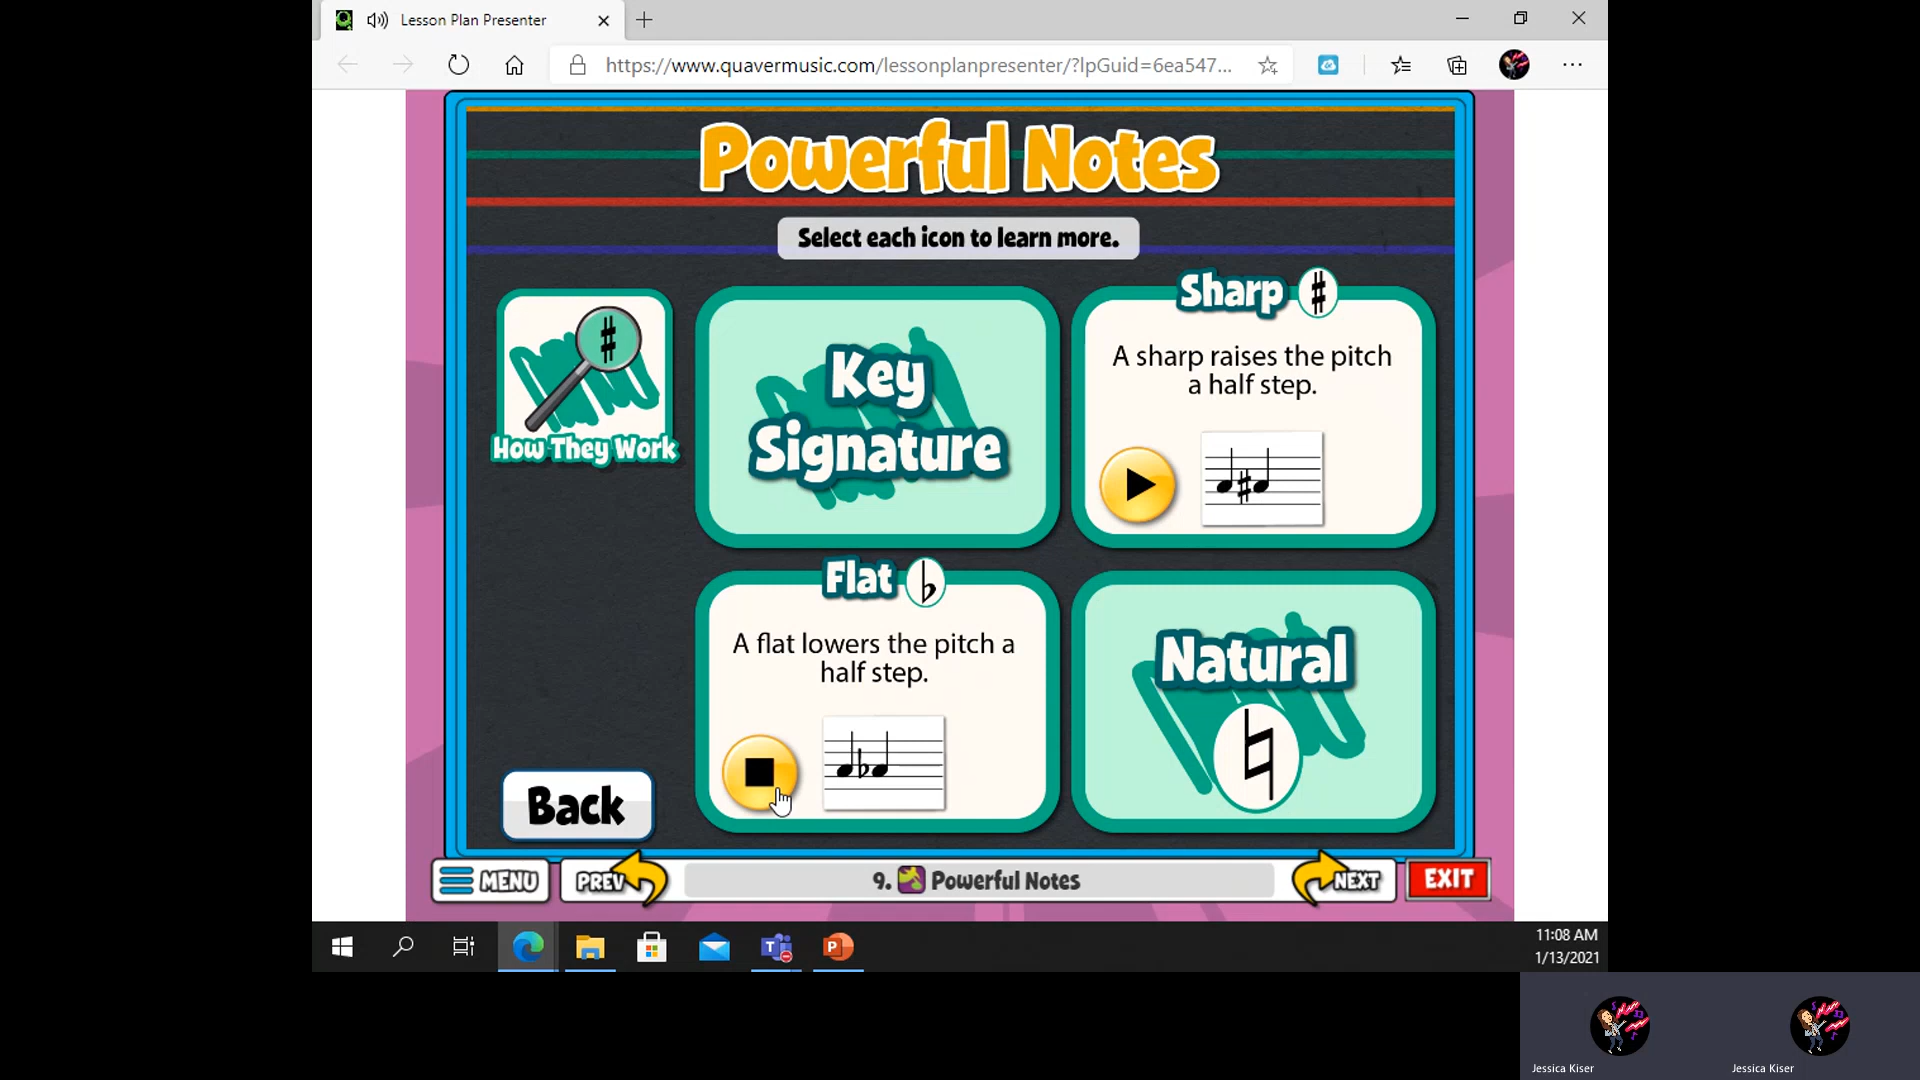 Lesson Plan Presenter
https://www.quavermusic.com/lessonplanpresenter/?lpGuid=6ea547...
Powerful Notes
Select each icon to learn more.
How They Work
Key
Signature
Sharp ♯
A sharp raises the pitch
a half step.
Flat ♭
A flat lowers the pitch a
half step.
Natural
♮
Back
MENU
PREV
9. Powerful Notes
NEXT
EXIT
11:08 AM
1/13/2021
Jessica Kiser
Jessica Kiser